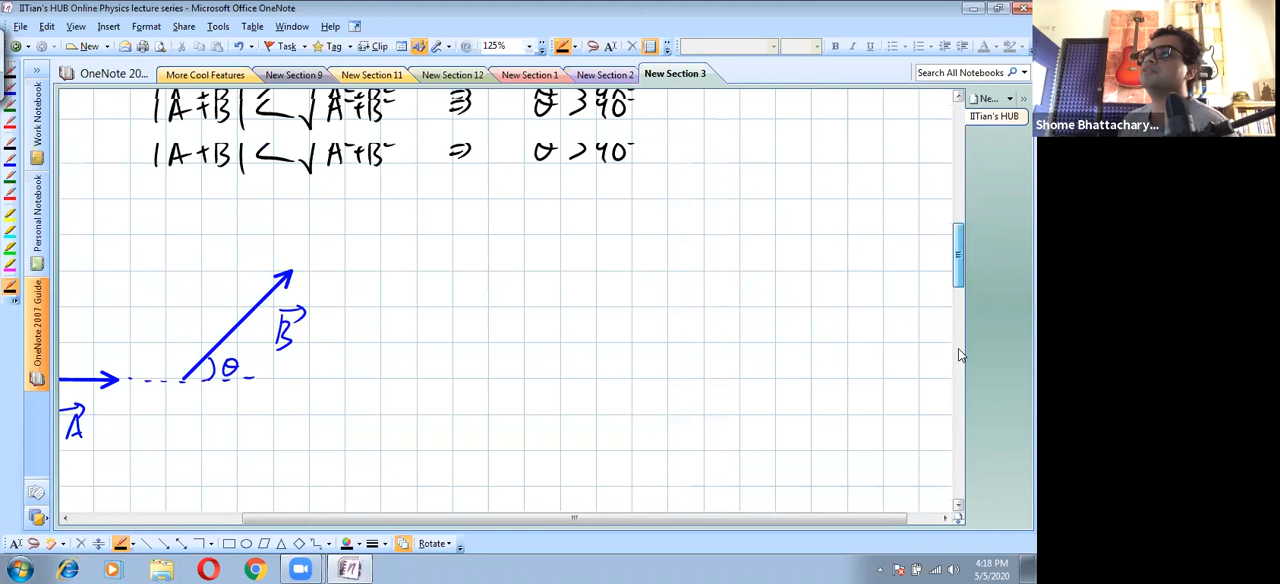 IITian's HUB Online Physics lecture series - Microsoft Office OneNote
File Edit View Insert Format Share Tools Table Window Help
New Task Tag Clip 125%
OneNote 20... More Cool Features New Section 9 New Section 11 New Section 12 New Section 1 New Section 2 New Section 3 Search All Notebooks
Ne...
IITian's HUB
Shome Bhattachary...
Work Notebook
Personal Notebook
OneNote 2007 Guide
|A+B| < √A²+B² ⇒ θ > 90°
|A+B| < √A²+B² ⇒ θ > 90°
B
θ
A
Rotate
4:18 PM
5/5/2020